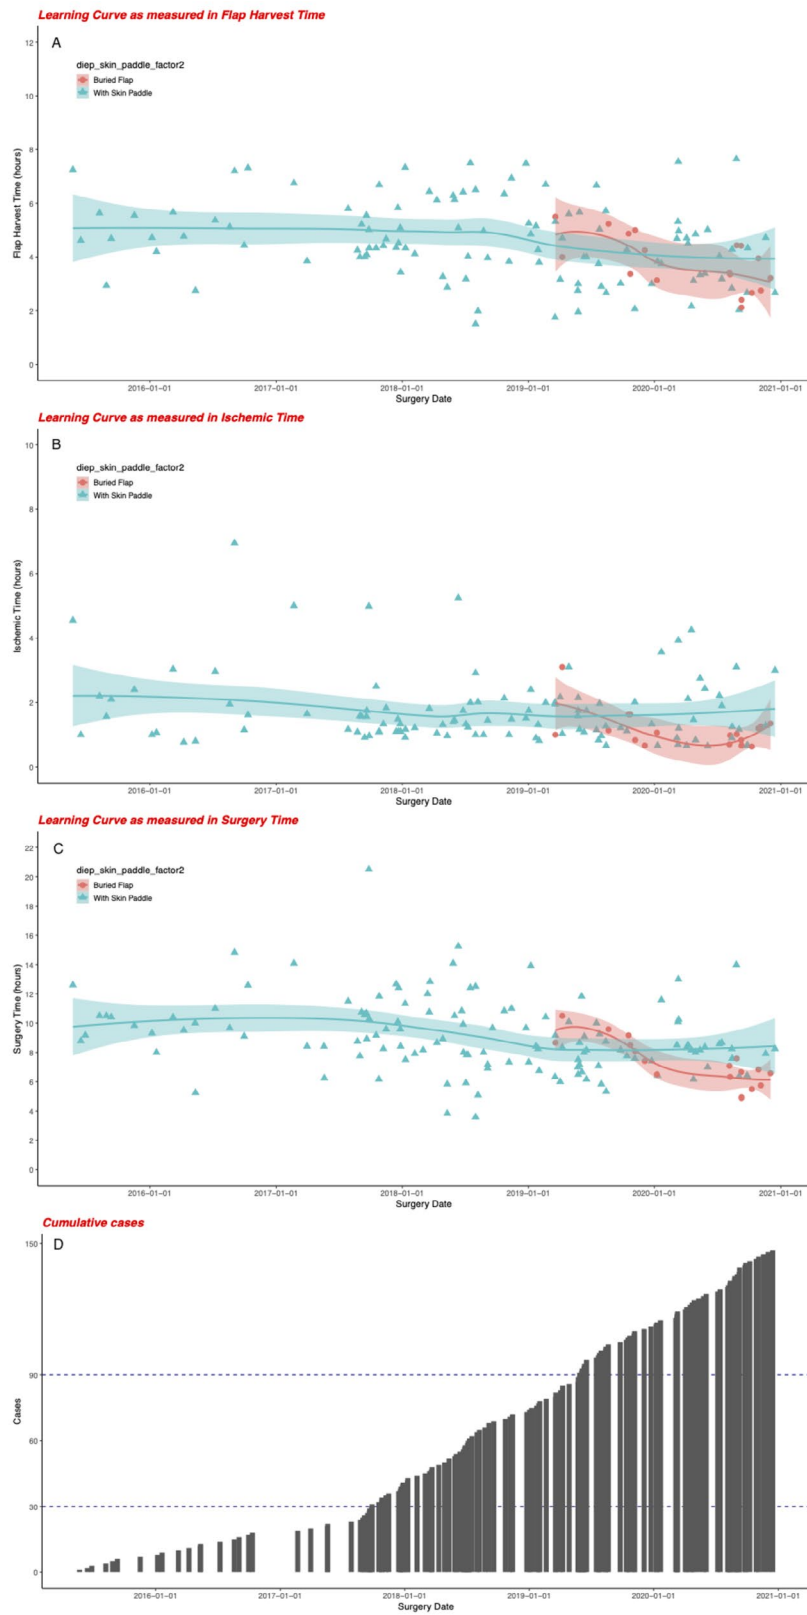 Learning Curve as measured in Flap Harvest Time
A
diep_skin_paddle_factor2
Buried Flap
With Skin Paddle
12
10
8
6
4
2
0
Flap Harvest Time (hours)
2016-01-01 2017-01-01 2018-01-01 2019-01-01 2020-01-01 2021-01-01
Surgery Date
Learning Curve as measured in Ischemic Time
B
diep_skin_paddle_factor2
Buried Flap
With Skin Paddle
10
8
6
4
2
0
Ischemic Time (hours)
2016-01-01 2017-01-01 2018-01-01 2019-01-01 2020-01-01 2021-01-01
Surgery Date
Learning Curve as measured in Surgery Time
C
diep_skin_paddle_factor2
Buried Flap
With Skin Paddle
22
20
18
16
14
12
10
8
6
4
2
0
Surgery Time (hours)
2016-01-01 2017-01-01 2018-01-01 2019-01-01 2020-01-01 2021-01-01
Surgery Date
Cumulative cases
D
150
90
60
30
0
Cases
2016-01-01 2017-01-01 2018-01-01 2019-01-01 2020-01-01 2021-01-01
Surgery Date